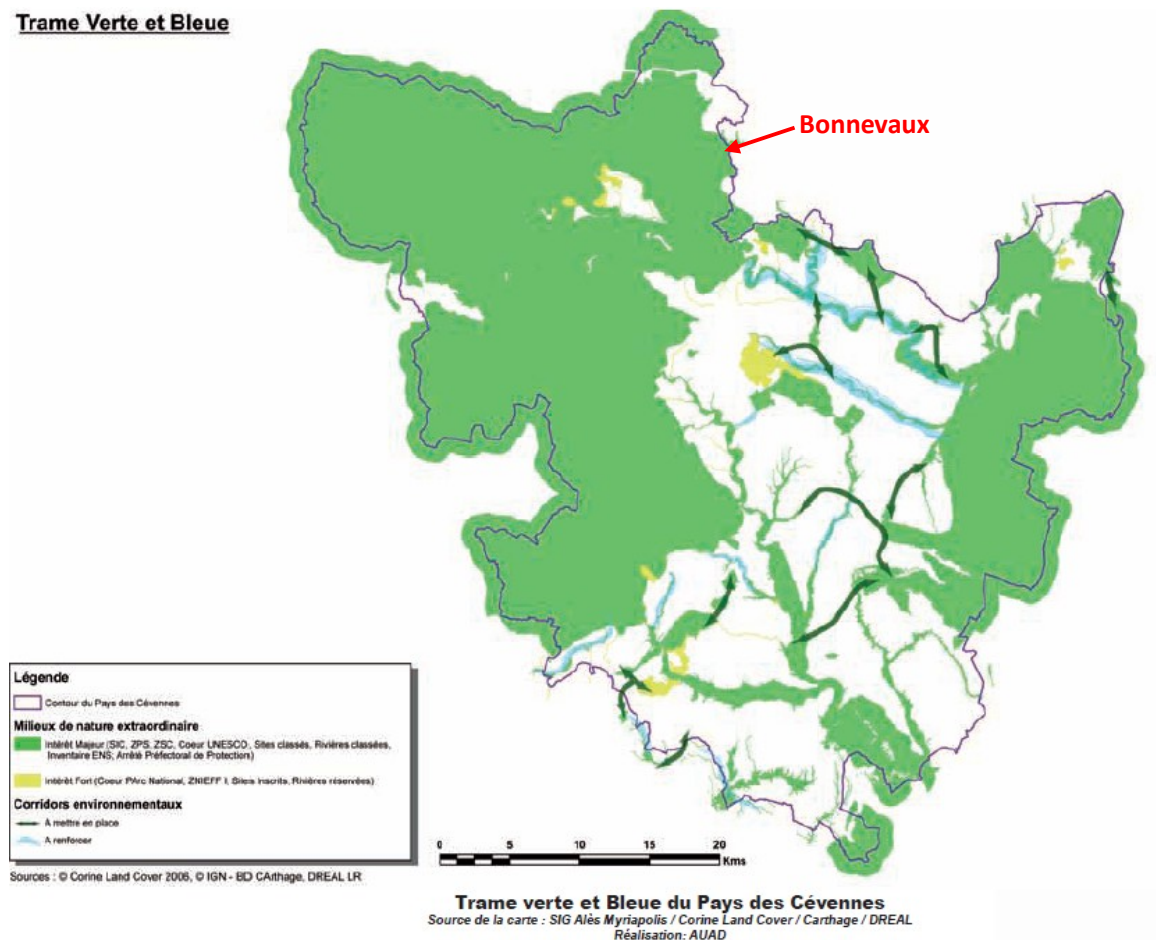 Trame Verte et Bleue
Bonnevaux
Légende
Contour du Pays des Cévennes
Milieux de nature extraordinaire
Intérêt Majeur (SIC, ZPS, ZSC, Coeur UNESCO, Sites classés, Rivières classées,
Inventaire ENS, Arrêté Préfectoral de Protection)
Intérêt Fort (Coeur PArc National, ZNIEFF I, Sites Inscrits, Rivières réservées)
Corridors environnementaux
A mettre en place
A renforcer
0 5 10 15 20
Kms
Sources : © Corine Land Cover 2006, © IGN - BD CArthage, DREAL LR
Trame verte et Bleue du Pays des Cévennes
Source de la carte : SIG Alès Myriapolis / Corine Land Cover / Carthage / DREAL
Réalisation: AUAD